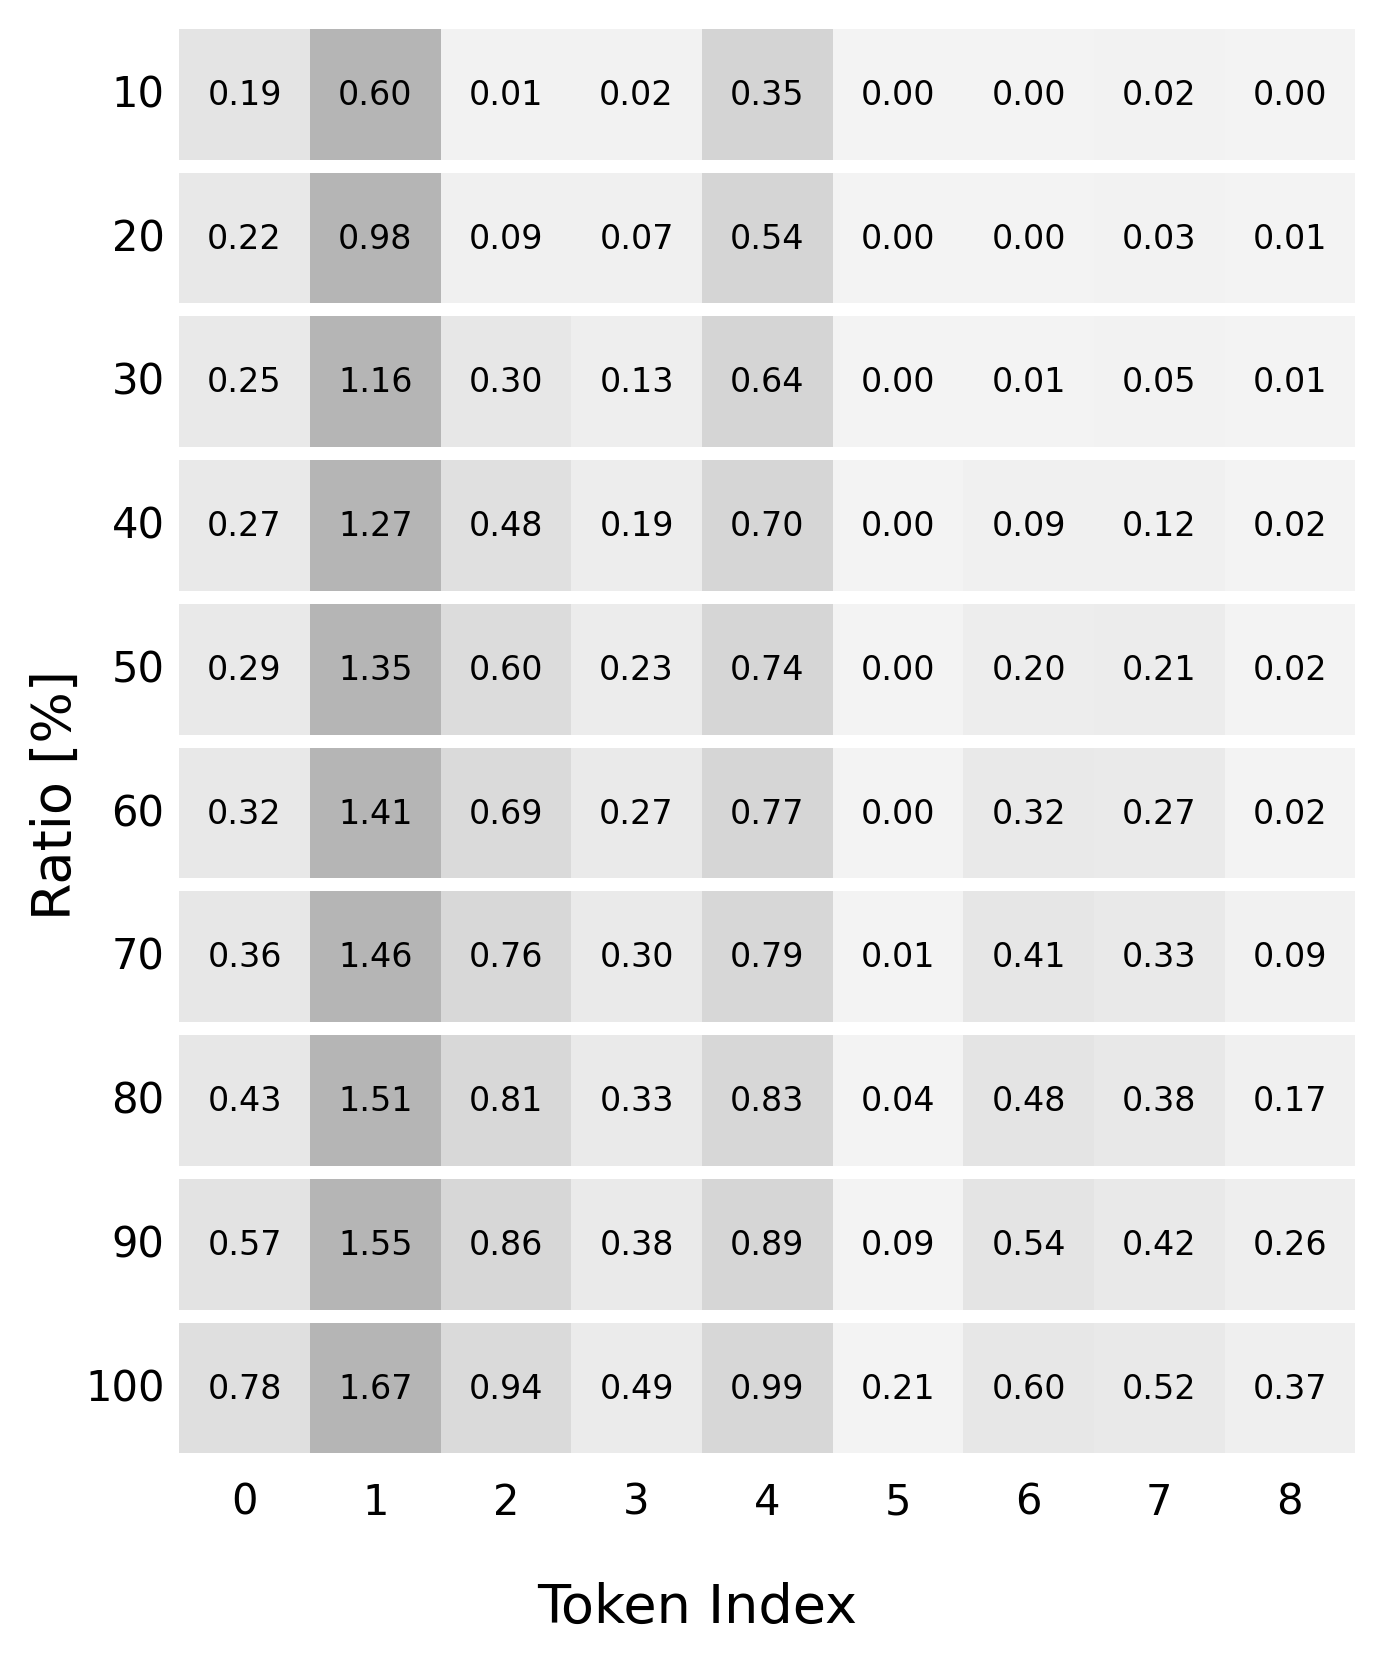 10 0.19 0.60 0.01 0.02 0.35 0.00 0.00 0.02 0.00
20 0.22 0.98 0.09 0.07 0.54 0.00 0.00 0.03 0.01
30 0.25 1.16 0.30 0.13 0.64 0.00 0.01 0.05 0.01
40 0.27 1.27 0.48 0.19 0.70 0.00 0.09 0.12 0.02
50 0.29 1.35 0.60 0.23 0.74 0.00 0.20 0.21 0.02
60 0.32 1.41 0.69 0.27 0.77 0.00 0.32 0.27 0.02
70 0.36 1.46 0.76 0.30 0.79 0.01 0.41 0.33 0.09
80 0.43 1.51 0.81 0.33 0.83 0.04 0.48 0.38 0.17
90 0.57 1.55 0.86 0.38 0.89 0.09 0.54 0.42 0.26
100 0.78 1.67 0.94 0.49 0.99 0.21 0.60 0.52 0.37
0 1 2 3 4 5 6 7 8
Token Index
Ratio [%]